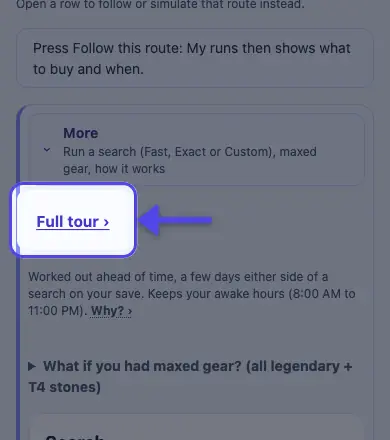 Open a row to follow or simulate that route instead.
Press Follow this route: My runs then shows what
to buy and when.
More
Run a search (Fast, Exact or Custom), maxed
gear, how it works
Full tour ›
Worked out ahead of time, a few days either side of a
search on your save. Keeps your awake hours (8:00 AM to
11:00 PM). Why? ›
What if you had maxed gear? (all legendary +
T4 stones)
Search